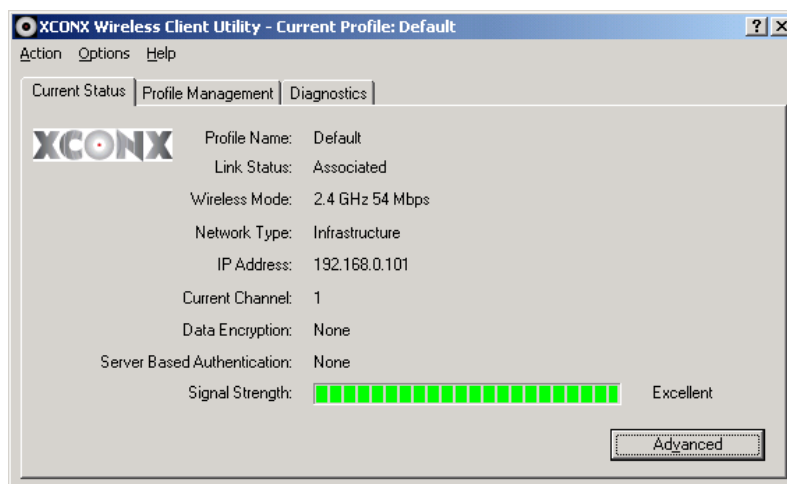 XCONX Wireless Client Utility - Current Profile: Default
Action Options Help
Current Status Profile Management Diagnostics
XCONX
Profile Name: Default
Link Status: Associated
Wireless Mode: 2.4 GHz 54 Mbps
Network Type: Infrastructure
IP Address: 192.168.0.101
Current Channel: 1
Data Encryption: None
Server Based Authentication: None
Signal Strength: Excellent
Advanced